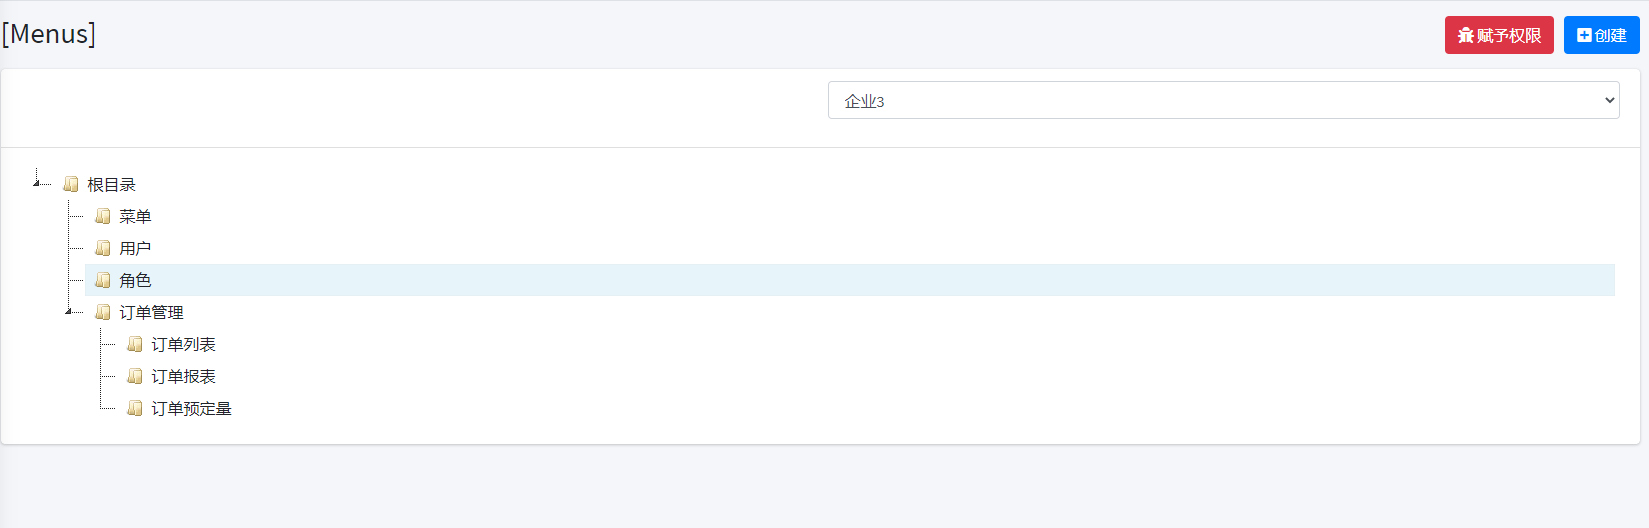 [Menus]
赋予权限
创建
企业3
根目录
菜单
用户
角色
订单管理
订单列表
订单报表
订单预定量